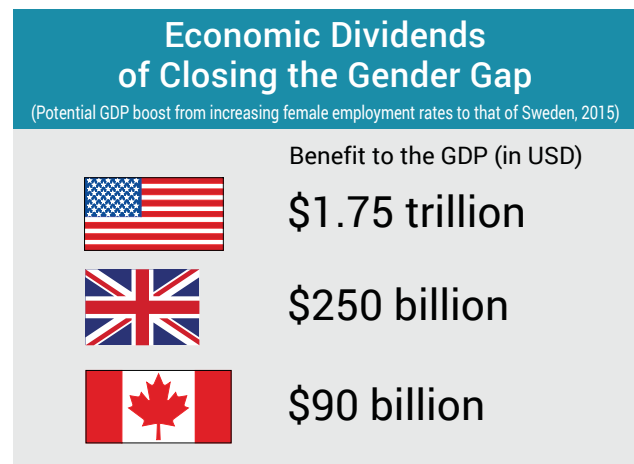 Economic Dividends
of Closing the Gender Gap
(Potential GDP boost from increasing female employment rates to that of Sweden, 2015)
Benefit to the GDP (in USD)
$1.75 trillion
$250 billion
$90 billion